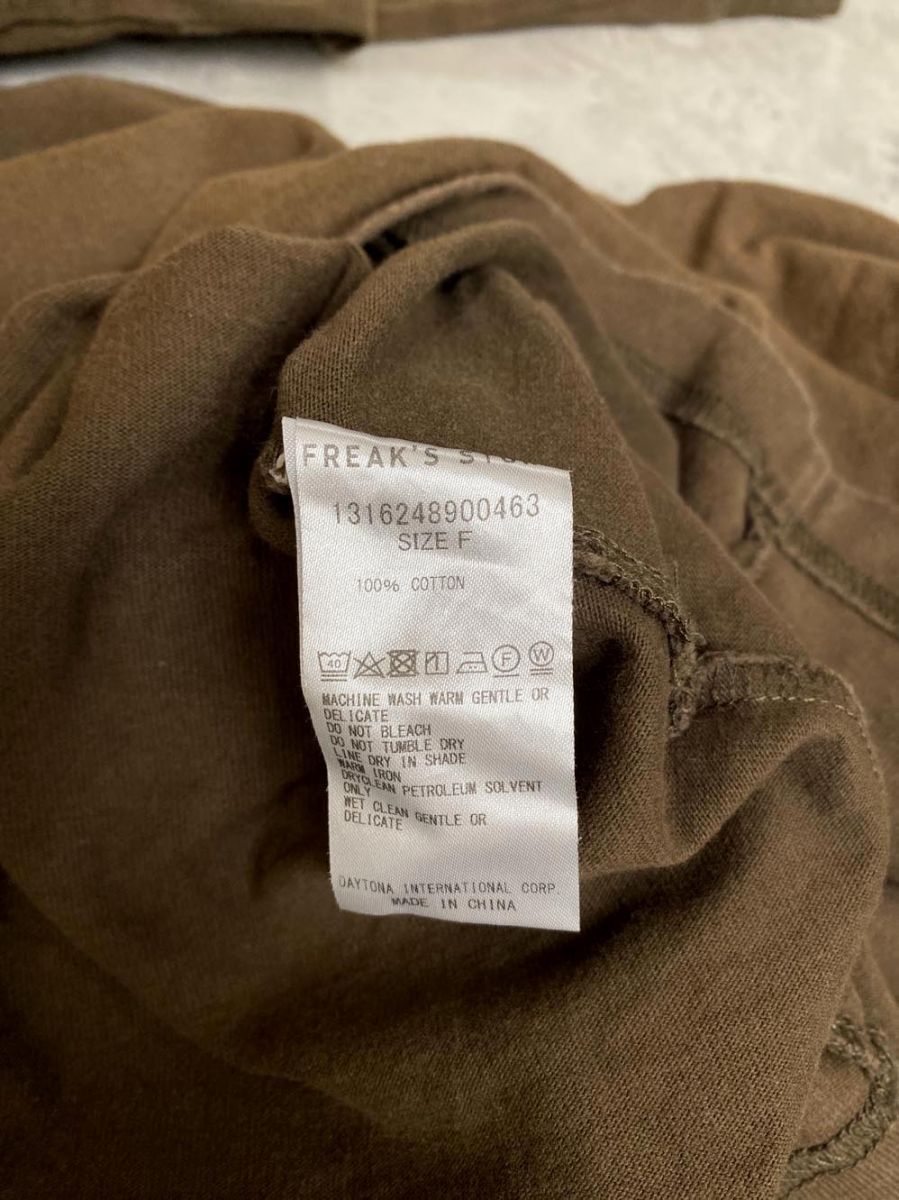 FREAK'S
1316248900463
SIZE F
100% COTTON
40 F W
MACHINE WASH WARM GENTLE OR
DELICATE
DO NOT BLEACH
DO NOT TUMBLE DRY
LINE DRY IN SHADE
WARM IRON
DRYCLEAN PETROLEUM SOLVENT
ONLY
WET CLEAN GENTLE OR
DELICATE
DAYTONA INTERNATIONAL CORP.
MADE IN CHINA